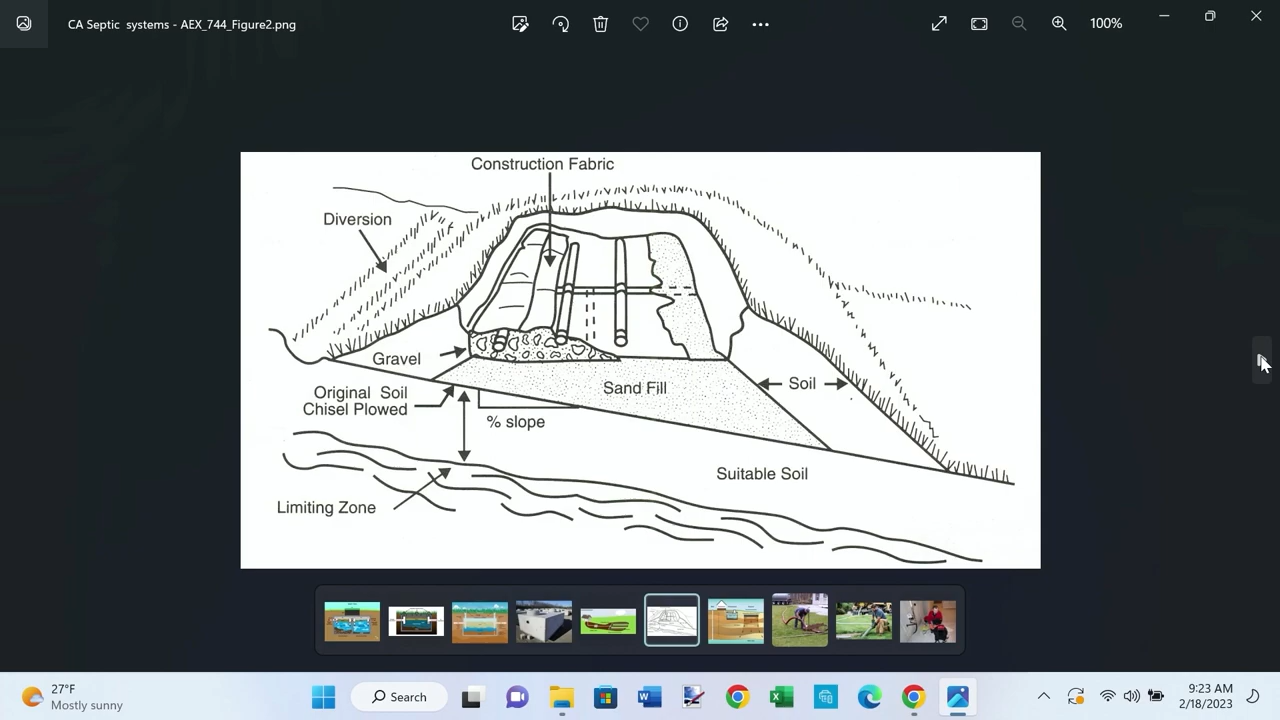 CA Septic systems - AEX_744_Figure2.png
100%
Construction Fabric
Diversion
Gravel
Original Soil
Chisel Plowed
Sand Fill
Soil
% slope
Suitable Soil
Limiting Zone
27°F
Mostly sunny
Search
9:23 AM
2/18/2023